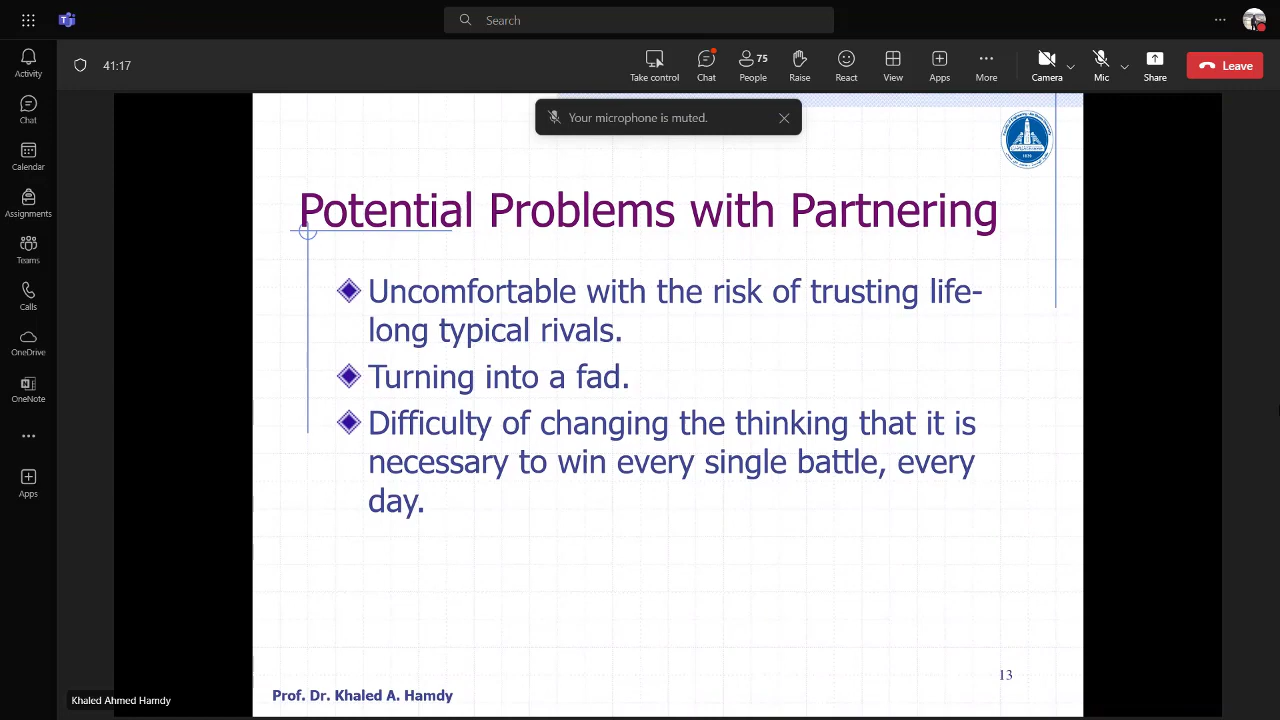 Search
41:17
Take control
Chat
75
People
Raise
React
View
Apps
More
Camera
Mic
Share
Leave
Activity
Chat
Calendar
Assignments
Teams
Calls
OneDrive
OneNote
Apps
Your microphone is muted.
Potential Problems with Partnering
Uncomfortable with the risk of trusting life-
long typical rivals.
Turning into a fad.
Difficulty of changing the thinking that it is
necessary to win every single battle, every
day.
13
Prof. Dr. Khaled A. Hamdy
Khaled Ahmed Hamdy